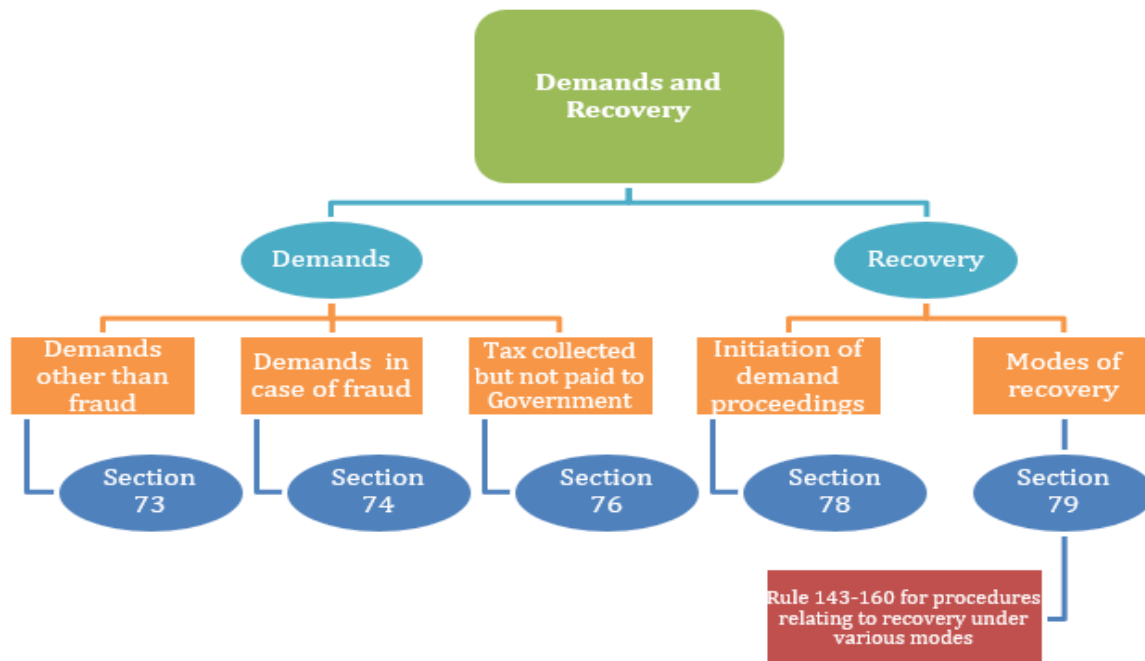 Demands and
Recovery
Demands
Recovery
Demands
other than
fraud
Demands in
case of fraud
Tax collected
but not paid to
Government
Initiation of
demand
proceedings
Modes of
recovery
Section
73
Section
74
Section
76
Section
78
Section
79
Rule 143-160 for procedures
relating to recovery under
various modes